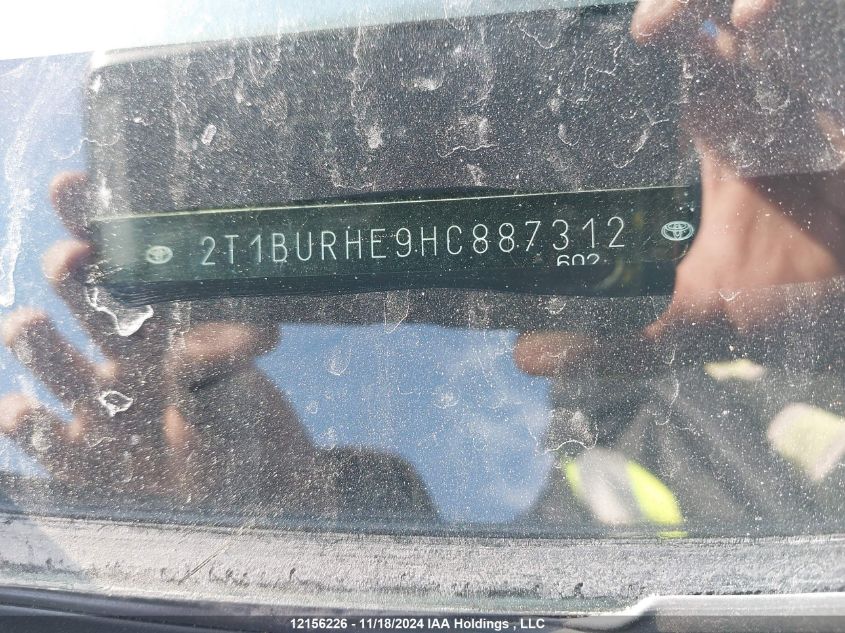 2T1BURHE9HC887312
602
12156226 - 11/18/2024 IAA Holdings , LLC